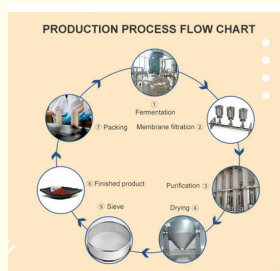 PRODUCTION PROCESS FLOW CHART
①
Fermentation
Membrane filtration ②
Purification ③
Drying ④
⑤ Sieve
⑥ Finished product
⑦ Packing